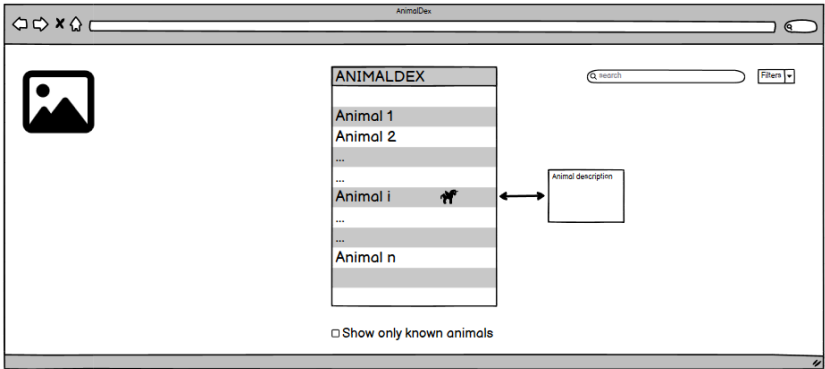 AnimalDex
ANIMALDEX
search
Filters
Animal 1
Animal 2
...
...
Animal i
Animal description
...
...
Animal n
Show only known animals